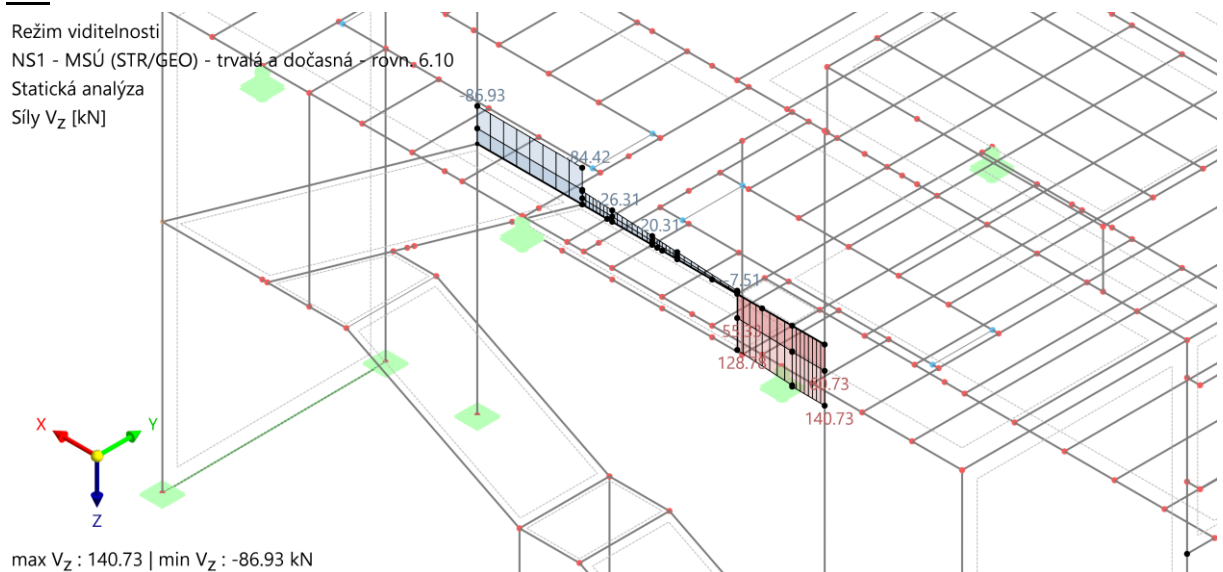 Režim viditelnosti
NS1 - MSÚ (STR/GEO) - trvalá a dočasná - rovn. 6.10
Statická analýza
Síly Vz [kN]
-86.93
-84.42
26.31
20.31
-7.51
128.78
140.73
X
Y
Z
max Vz : 140.73 | min Vz : -86.93 kN